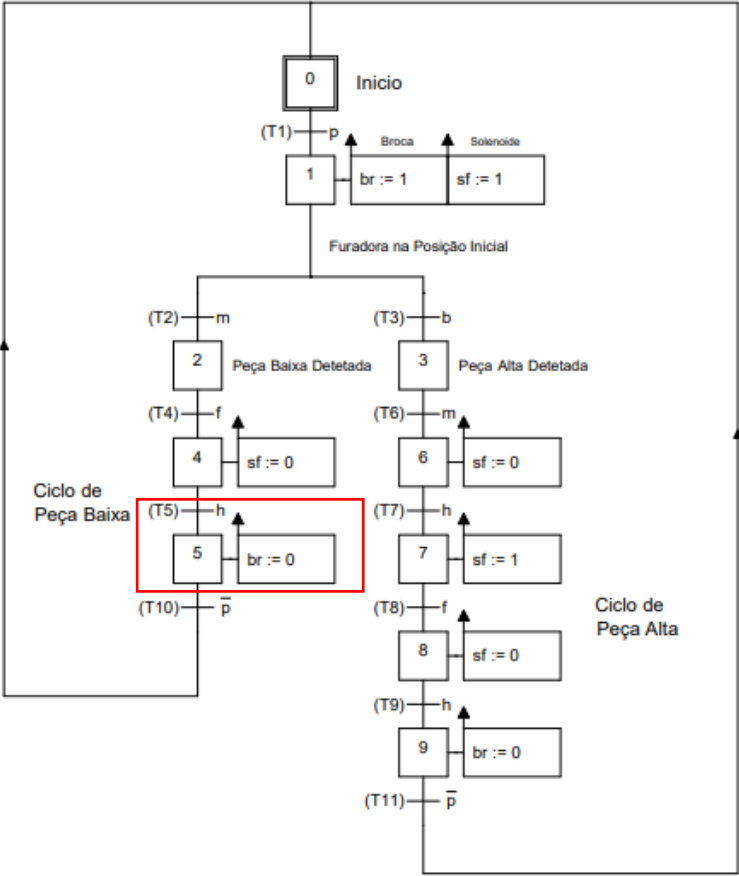 0
Inicio
(T1) p
Broca
Solenoide
1
br := 1
sf := 1
Furadora na Posição Inicial
(T2) m
(T3) b
2
Peça Baixa Detetada
3
Peça Alta Detetada
(T4) f
(T6) m
4
sf := 0
6
sf := 0
Ciclo de
Peça Baixa
(T5) h
(T7) h
5
br := 0
7
sf := 1
(T10) p̅
(T8) f
Ciclo de
Peça Alta
8
sf := 0
(T9) h
9
br := 0
(T11) p̅